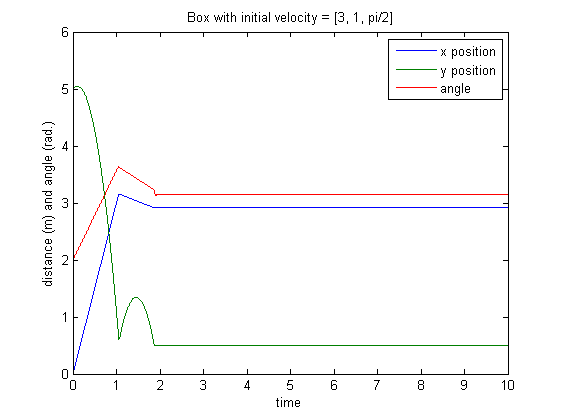 Box with initial velocity = [3, 1, pi/2]
6
x position
y position
angle
5
4
distance (m) and angle (rad.)
3
2
1
0
0 1 2 3 4 5 6 7 8 9 10
time